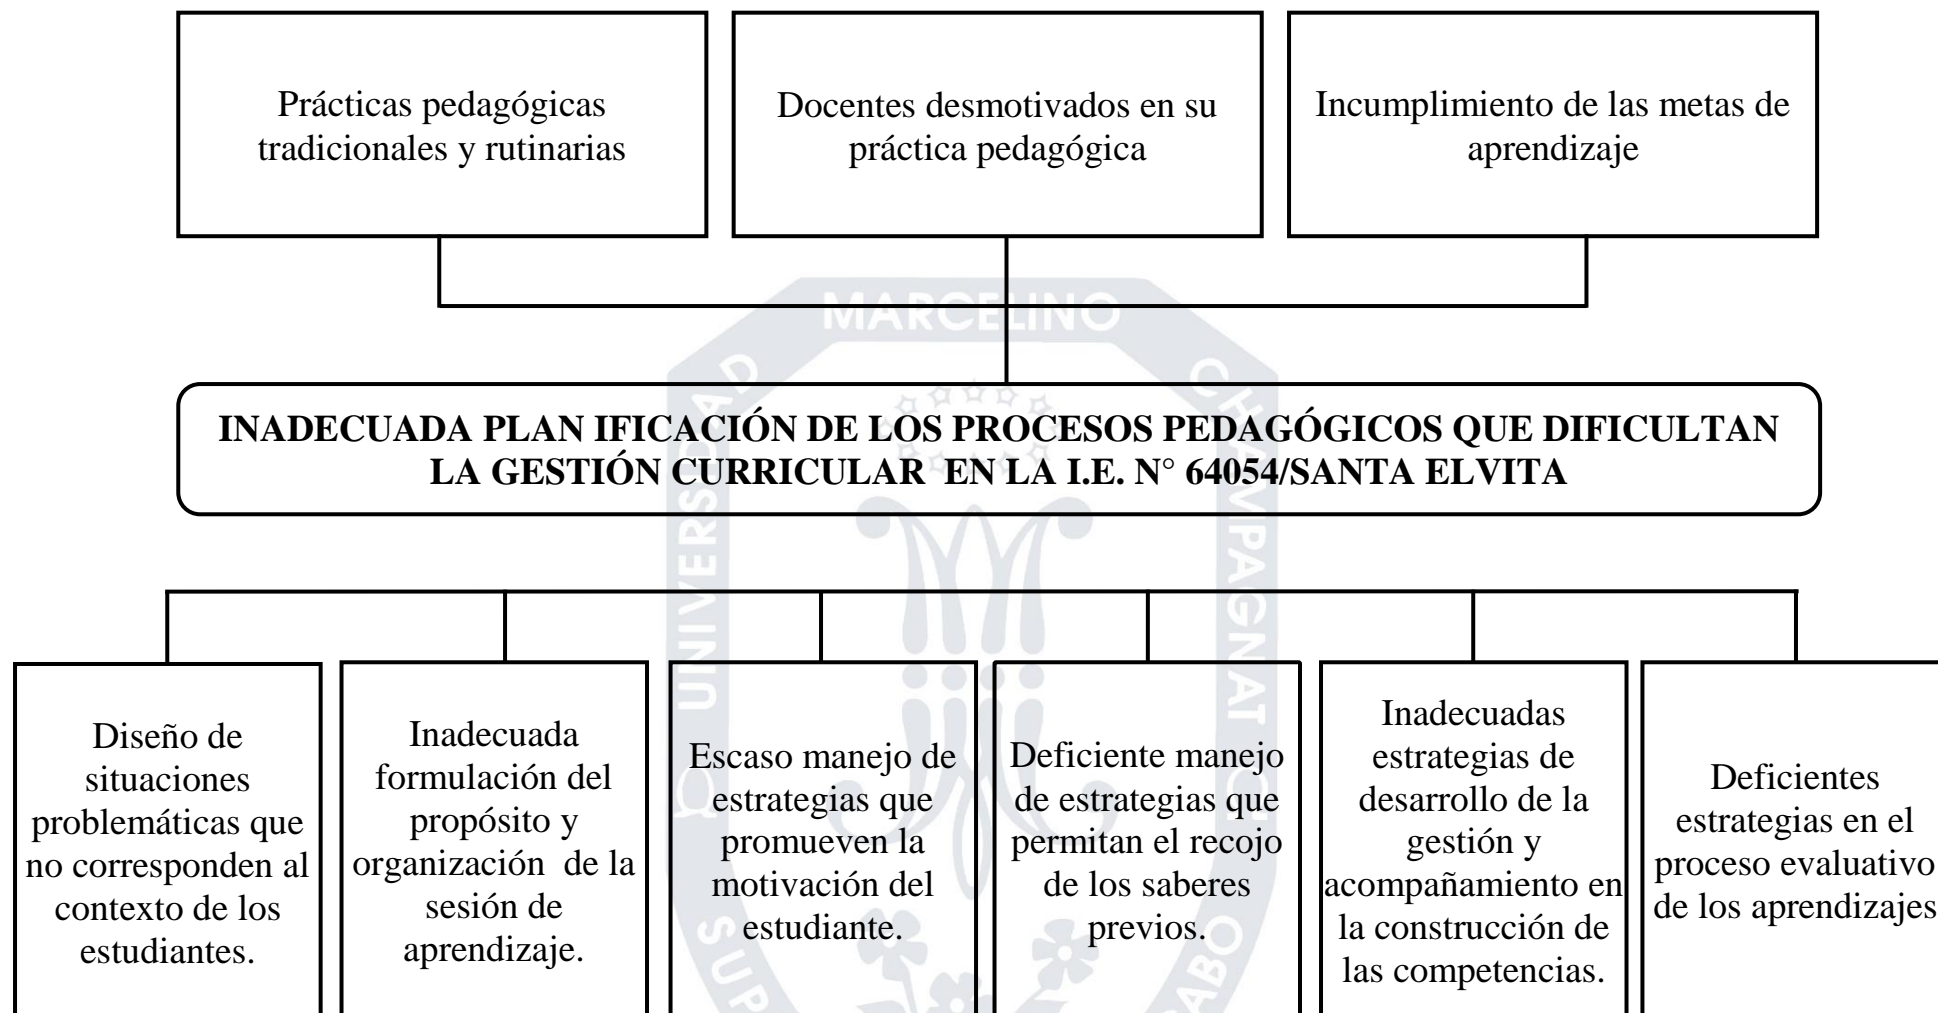 Prácticas pedagógicas
tradicionales y rutinarias
Docentes desmotivados en su
práctica pedagógica
Incumplimiento de las metas de
aprendizaje
INADECUADA PLAN IFICACIÓN DE LOS PROCESOS PEDAGÓGICOS QUE DIFICULTAN
LA GESTIÓN CURRICULAR EN LA I.E. N° 64054/SANTA ELVITA
Diseño de
situaciones
problemáticas que
no corresponden al
contexto de los
estudiantes.
Inadecuada
formulación del
propósito y
organización de la
sesión de
aprendizaje.
Escaso manejo de
estrategias que
promueven la
motivación del
estudiante.
Deficiente manejo
de estrategias que
permitan el recojo
de los saberes
previos.
Inadecuadas
estrategias de
desarrollo de la
gestión y
acompañamiento en
la construcción de
las competencias.
Deficientes
estrategias en el
proceso evaluativo
de los aprendizajes
UNIVERSIDAD
MARCELINO
CHAMPAGNAT